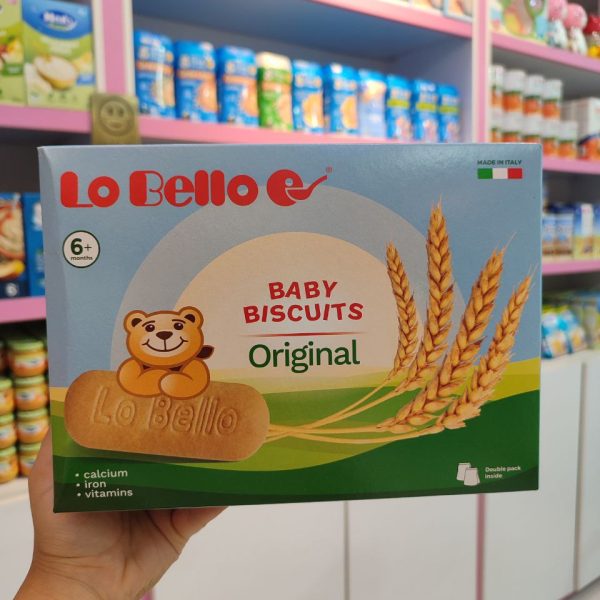 Lo Bello ®
MADE IN ITALY
6+
months
BABY
BISCUITS
Original
Lo Bello
• calcium
• iron
• vitamins
Double pack
inside